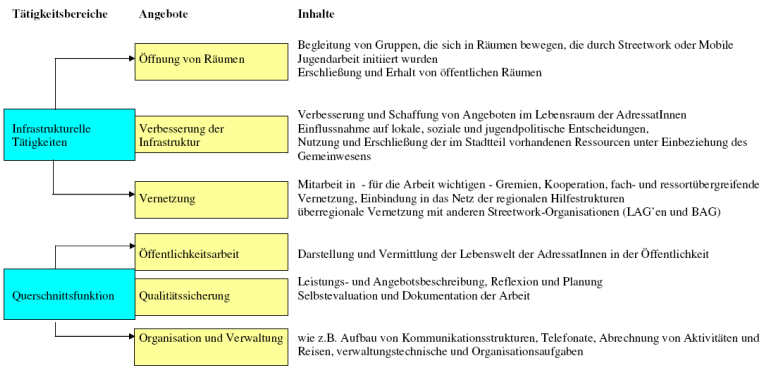 Tätigkeitsbereiche Angebote Inhalte
Öffnung von Räumen
Begleitung von Gruppen, die sich in Räumen bewegen, die durch Streetwork oder Mobile
Jugendarbeit initiiert wurden
Erschließung und Erhalt von öffentlichen Räumen
Infrastrukturelle
Tätigkeiten
Verbesserung der
Infrastruktur
Verbesserung und Schaffung von Angeboten im Lebensraum der AdressatInnen
Einflussnahme auf lokale, soziale und jugendpolitische Entscheidungen,
Nutzung und Erschließung der im Stadtteil vorhandenen Ressourcen unter Einbeziehung des
Gemeinwesens
Vernetzung
Mitarbeit in - für die Arbeit wichtigen - Gremien, Kooperation, fach- und ressortübergreifende
Vernetzung, Einbindung in das Netz der regionalen Hilfestrukturen
überregionale Vernetzung mit anderen Streetwork-Organisationen (LAG'en und BAG)
Öffentlichkeitsarbeit
Darstellung und Vermittlung der Lebenswelt der AdressatInnen in der Öffentlichkeit
Querschnittsfunktion
Qualitätssicherung
Leistungs- und Angebotsbeschreibung, Reflexion und Planung
Selbstevaluation und Dokumentation der Arbeit
Organisation und Verwaltung
wie z.B. Aufbau von Kommunikationsstrukturen, Telefonate, Abrechnung von Aktivitäten und
Reisen, verwaltungstechnische und Organisationsaufgaben